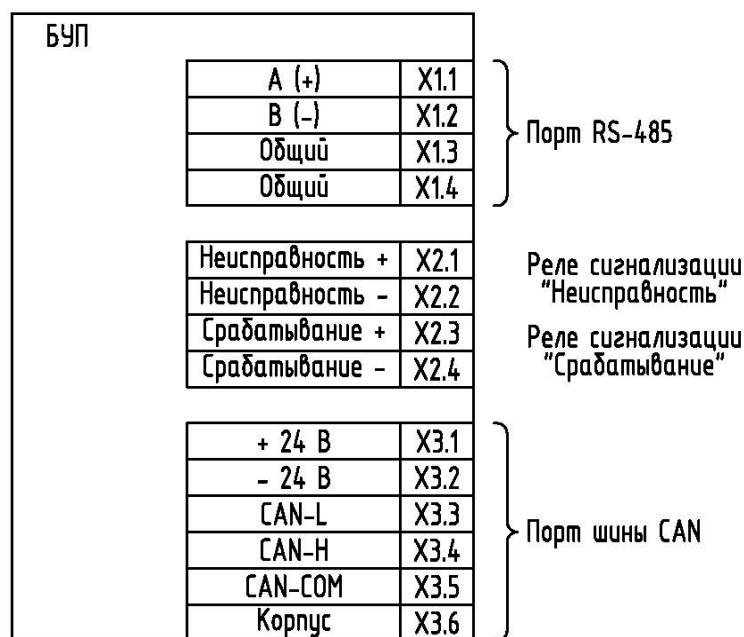 БУП
А (+) X1.1
В (-) X1.2
Общий X1.3
Общий X1.4
Порт RS-485
Неисправность + X2.1
Неисправность - X2.2
Срабатывание + X2.3
Срабатывание - X2.4
Реле сигнализации
"Неисправность"
Реле сигнализации
"Срабатывание"
+ 24 В X3.1
- 24 В X3.2
CAN-L X3.3
CAN-H X3.4
CAN-COM X3.5
Корпус X3.6
Порт шины CAN